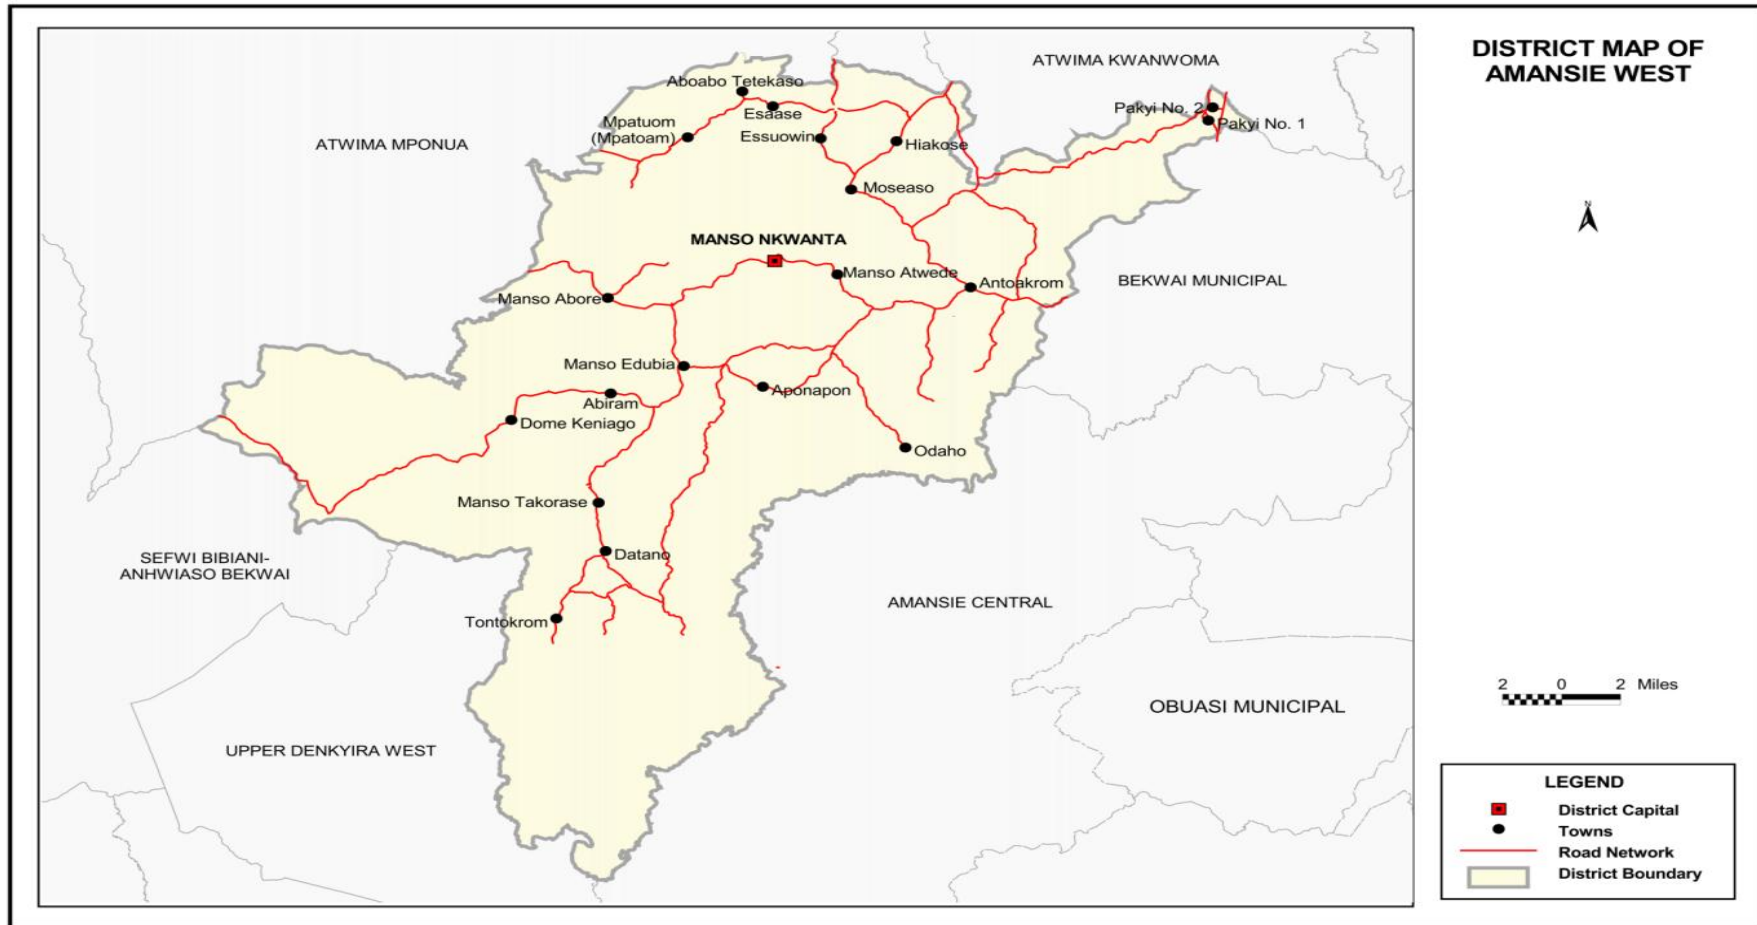 DISTRICT MAP OF
AMANSIE WEST
ATWIMA KWANWOMA
Aboabo Tetekaso
Pakyi No. 2
Esaase
Mpatuom
(Mpatoam)
Essuowin
Pakyi No. 1
ATWIMA MPONUA
Hiakose
Moseaso
N
MANSO NKWANTA
Manso Atwede
Antoakrom
BEKWAI MUNICIPAL
Manso Abore
Manso Edubia
Aponapon
Abiram
Dome Keniago
Odaho
Manso Takorase
SEFWI BIBIANI-
ANHWIASO BEKWAI
Datano
AMANSIE CENTRAL
Tontokrom
2 0 2 Miles
OBUASI MUNICIPAL
UPPER DENKYIRA WEST
LEGEND
District Capital
Towns
Road Network
District Boundary